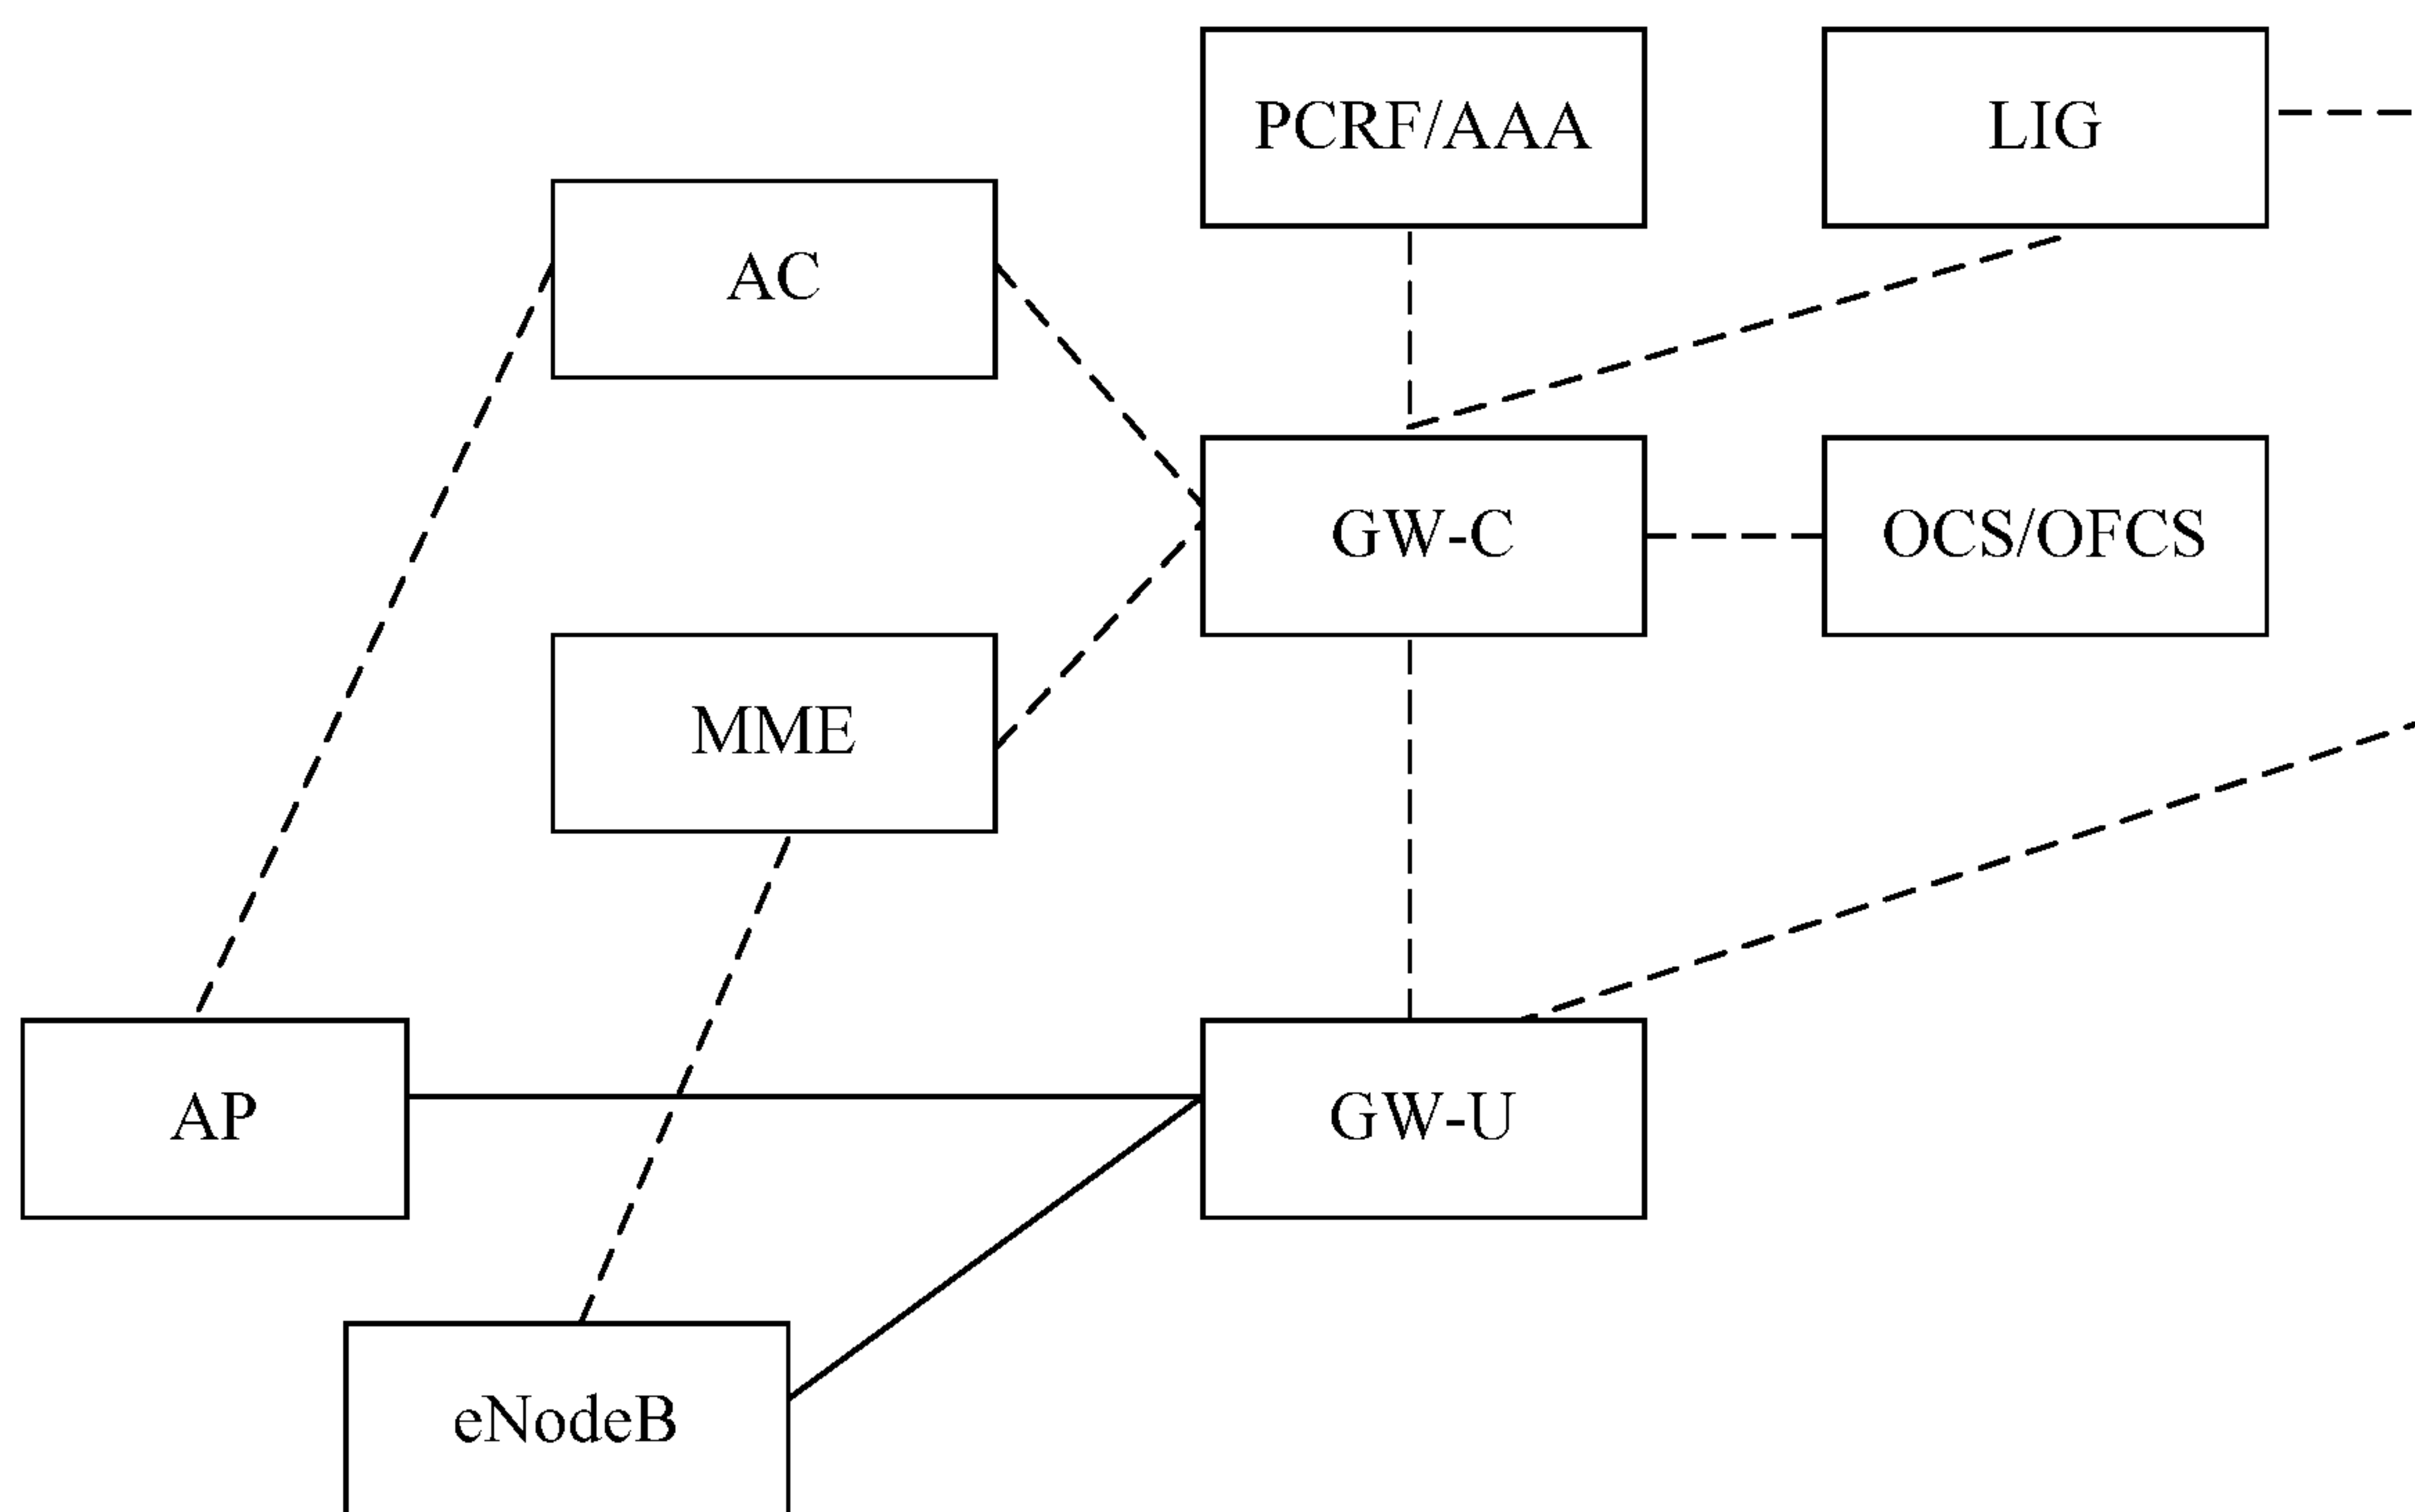 PCRF/AAA
LIG
AC
GW-C
OCS/OFCS
MME
AP
GW-U
eNodeB